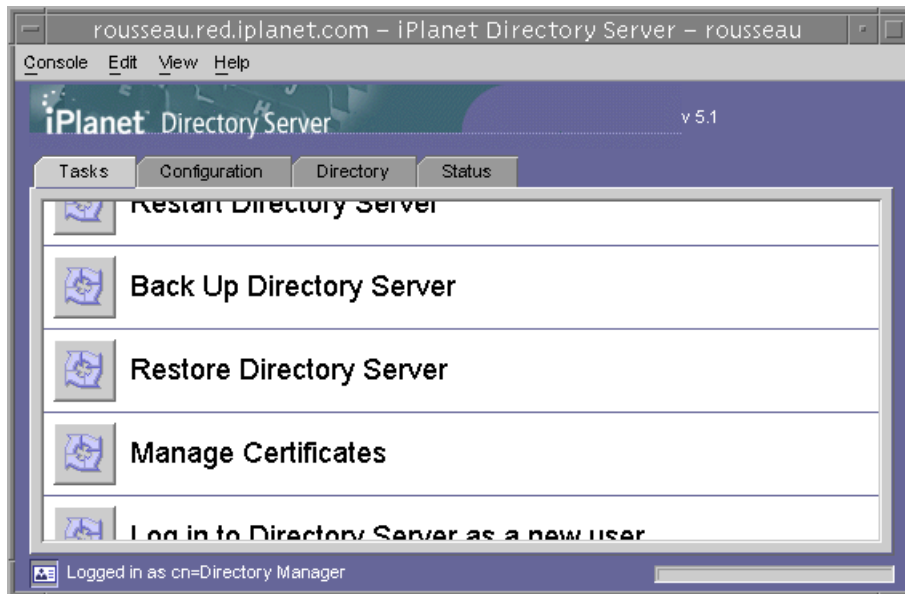 rousseau.red.iplanet.com – iPlanet Directory Server – rousseau
Console Edit View Help
iPlanet Directory Server
v 5.1
Tasks Configuration Directory Status
Restart Directory Server
Back Up Directory Server
Restore Directory Server
Manage Certificates
Log in to Directory Server as a new user
Logged in as cn=Directory Manager